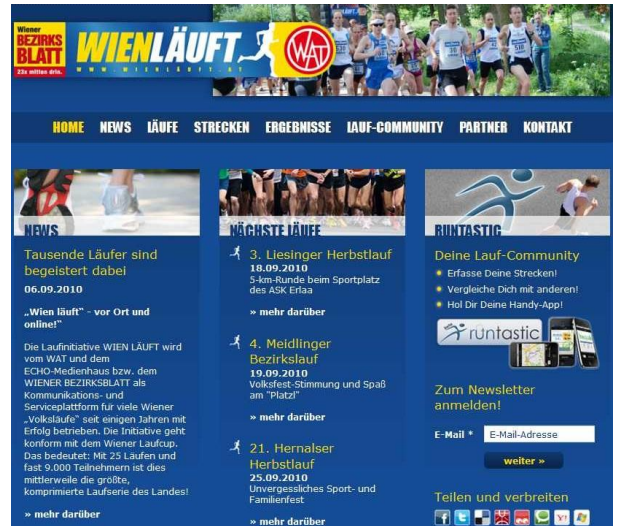 Wiener
BEZIRKS
BLATT
23x mitten drin.
WIENLÄUFT
WWW.WIENLÄUFT.AT
WAT
HOME NEWS LÄUFE STRECKEN ERGEBNISSE LAUF-COMMUNITY PARTNER KONTAKT
NEWS
Tausende Läufer sind
begeistert dabei
06.09.2010
„Wien läuft“ - vor Ort und
online!"
Die Laufinitiative WIEN LÄUFT wird
vom WAT und dem
ECHO-Medienhaus bzw. dem
WIENER BEZIRKSBLATT als
Kommunikations- und
Serviceplattform für viele Wiener
„Volksläufe“ seit einigen Jahren mit
Erfolg betrieben. Die Initiative geht
konform mit dem Wiener Laufcup.
Das bedeutet: Mit 25 Läufen und
fast 9.000 Teilnehmern ist dies
mittlerweile die größte,
komprimierte Laufserie des Landes!
» mehr darüber
NÄCHSTE LÄUFE
3. Liesinger Herbstlauf
18.09.2010
5-km-Runde beim Sportplatz
des ASK Erlaa
» mehr darüber
4. Meidlinger
Bezirkslauf
19.09.2010
Volksfest-Stimmung und Spaß
am "Platzl"
» mehr darüber
21. Hernalser
Herbstlauf
25.09.2010
Unvergessliches Sport- und
Familienfest
» mehr darüber
RUNTASTIC
Deine Lauf-Community
Erfasse Deine Strecken!
Vergleiche Dich mit anderen!
Hol Dir Deine Handy-App!
runtastic
Zum Newsletter
anmelden!
E-Mail * E-Mail-Adresse
weiter »
Teilen und verbreiten